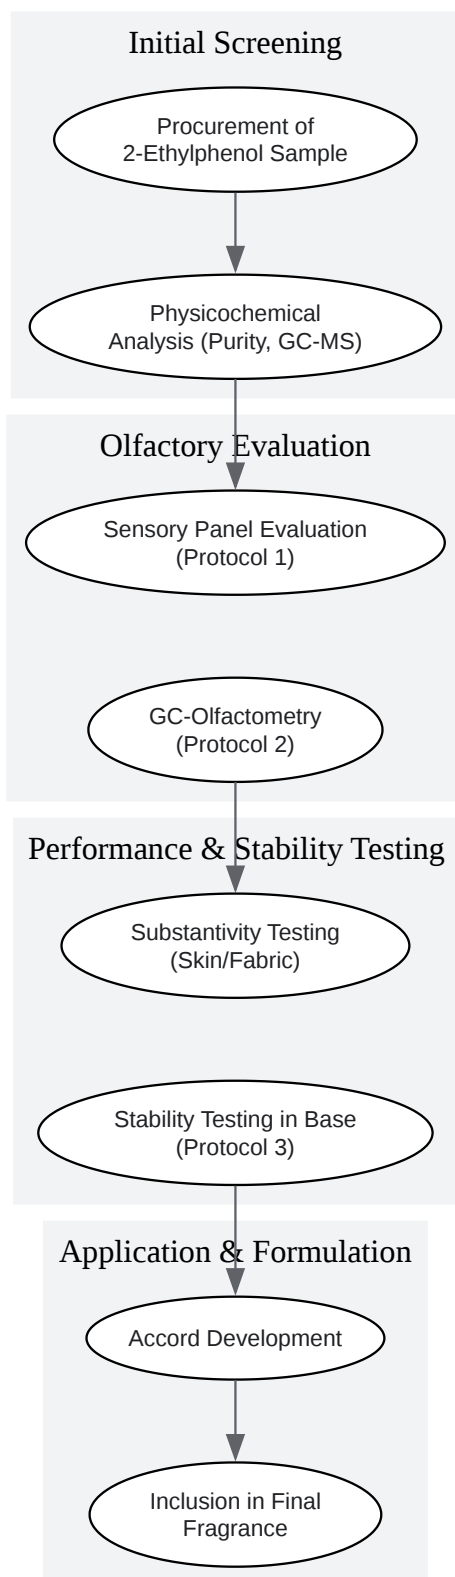 Initial Screening
Procurement of
2-Ethylphenol Sample
Physicochemical
Analysis (Purity, GC-MS)
Olfactory Evaluation
Sensory Panel Evaluation
(Protocol 1)
GC-Olfactometry
(Protocol 2)
Performance & Stability Testing
Substantivity Testing
(Skin/Fabric)
Stability Testing in Base
(Protocol 3)
Application & Formulation
Accord Development
Inclusion in Final
Fragrance